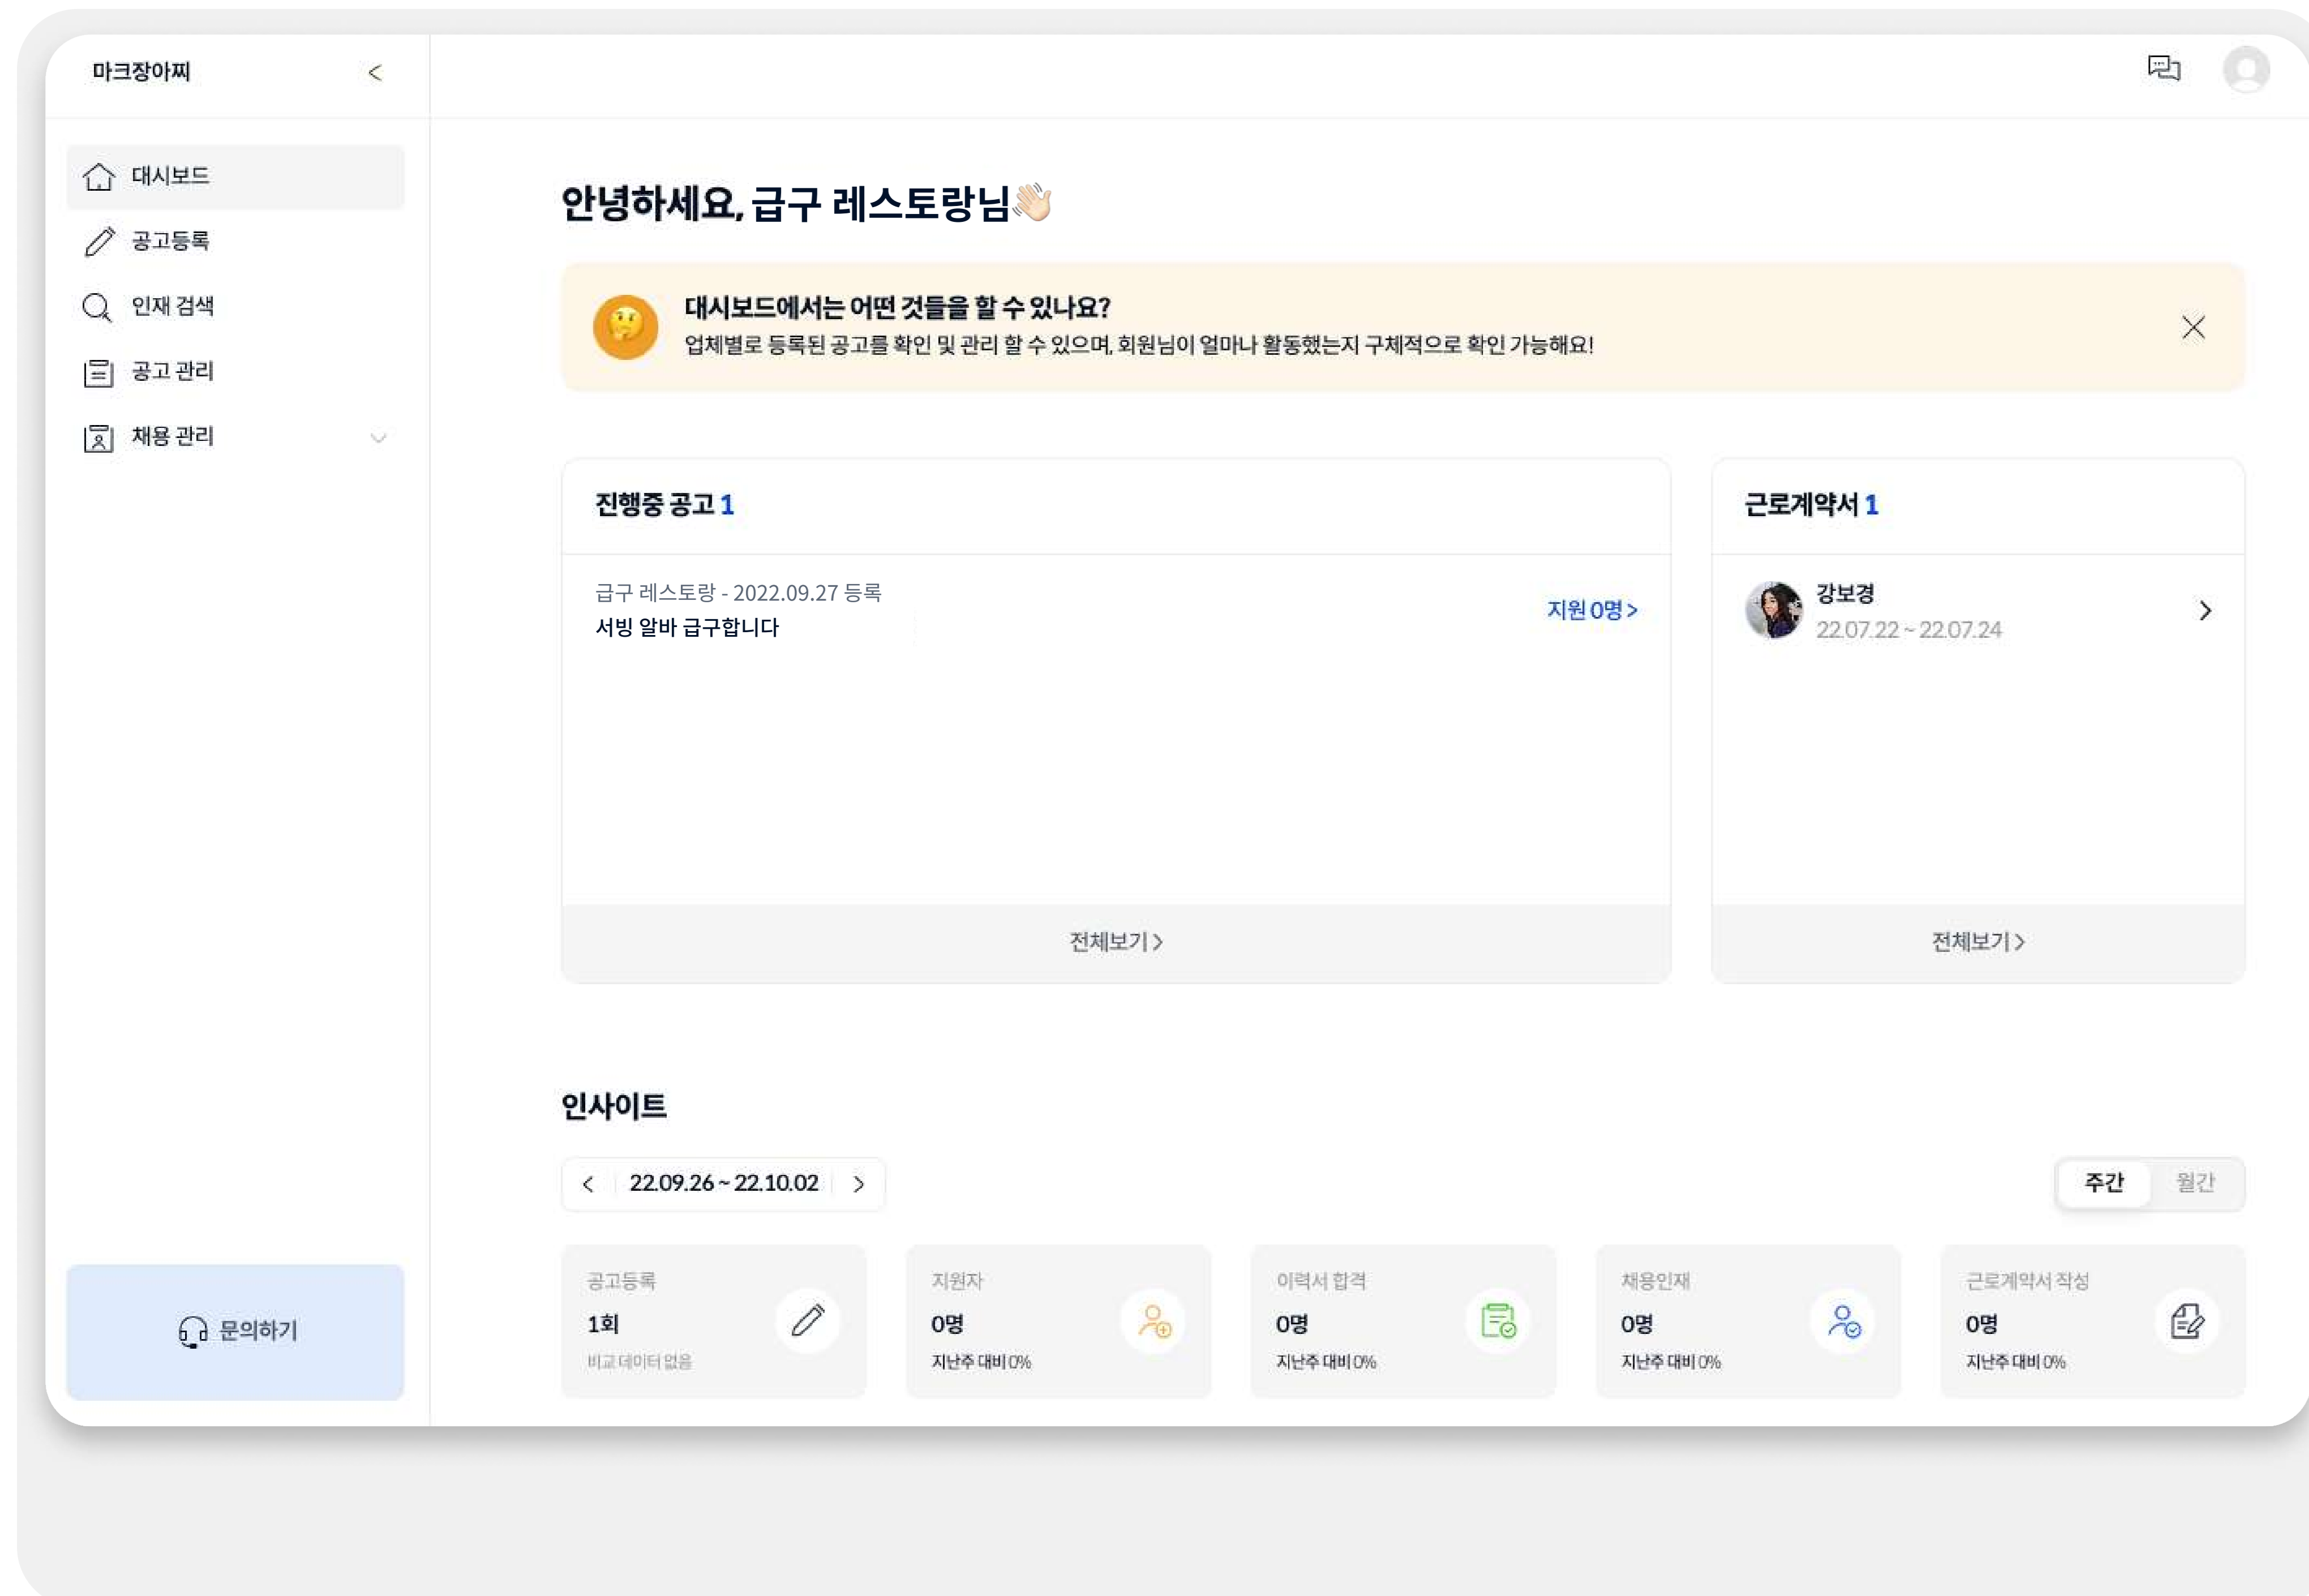 마크장아찌
대시보드
공고등록
인재 검색
공고 관리
채용 관리
문의하기
안녕하세요, 급구 레스토랑님👋🏻
대시보드에서는 어떤 것들을 할 수 있나요?
업체별로 등록된 공고를 확인 및 관리 할 수 있으며, 회원님이 얼마나 활동했는지 구체적으로 확인 가능해요!
진행중 공고 1
급구 레스토랑 - 2022.09.27 등록
서빙 알바 급구합니다
지원 0명 >
전체보기 >
근로계약서 1
강보경
22.07.22 ~ 22.07.24
전체보기 >
인사이트
22.09.26 ~ 22.10.02
주간
월간
공고등록
1회
비교 데이터 없음
지원자
0명
지난주 대비 0%
이력서 합격
0명
지난주 대비 0%
채용인재
0명
지난주 대비 0%
근로계약서 작성
0명
지난주 대비 0%